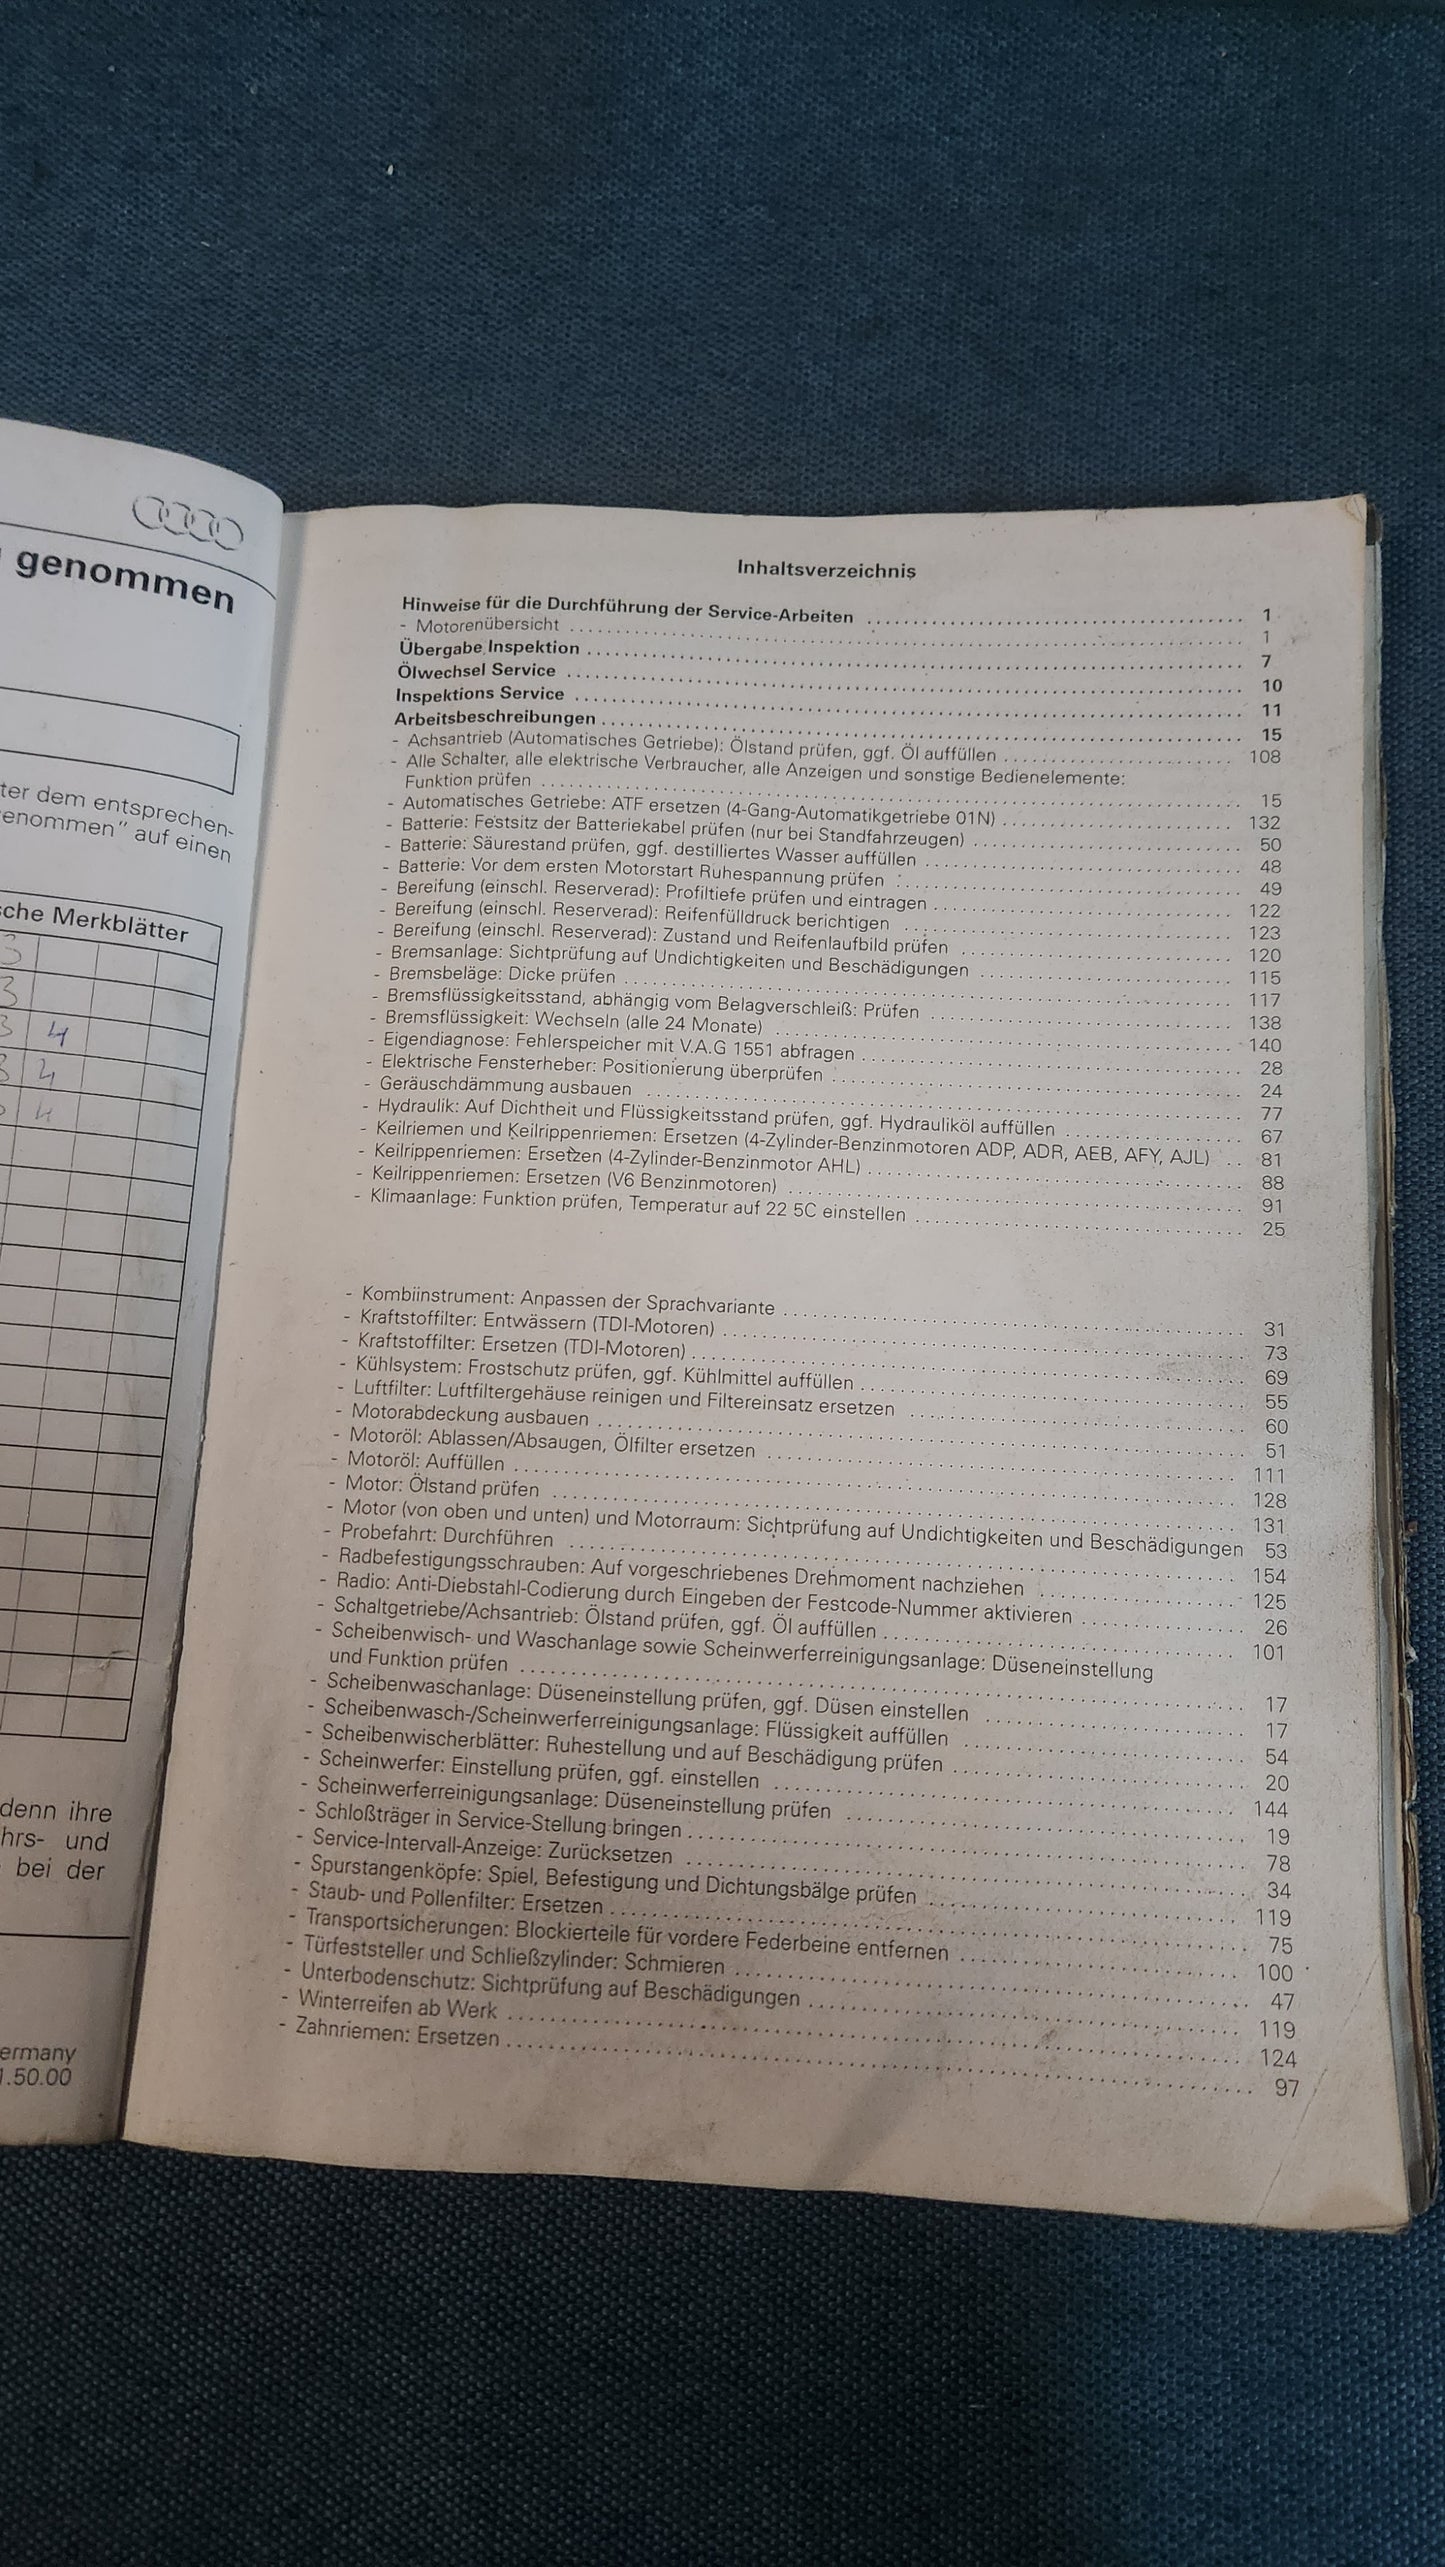 genommen
ter dem entsprechen-
enommen" auf einen
sche Merkblätter
3
3
3 4
3 4
4
denn ihre
hrs- und
bei der
ermany
1.50.00
Inhaltsverzeichnis
Hinweise für die Durchführung der Service-Arbeiten 1
- Motorenübersicht 1
Übergabe Inspektion 7
Ölwechsel Service 10
Inspektions Service 11
Arbeitsbeschreibungen 15
- Achsantrieb (Automatisches Getriebe): Ölstand prüfen, ggf. Öl auffüllen 108
- Alle Schalter, alle elektrische Verbraucher, alle Anzeigen und sonstige Bedienelemente:
Funktion prüfen 15
- Automatisches Getriebe: ATF ersetzen (4-Gang-Automatikgetriebe 01N) 132
- Batterie: Festsitz der Batteriekabel prüfen (nur bei Standfahrzeugen) 50
- Batterie: Säurestand prüfen, ggf. destilliertes Wasser auffüllen 48
- Batterie: Vor dem ersten Motorstart Ruhespannung prüfen 49
- Bereifung (einschl. Reserverad): Profiltiefe prüfen und eintragen 122
- Bereifung (einschl. Reserverad): Reifenfülldruck berichtigen 123
- Bereifung (einschl. Reserverad): Zustand und Reifenlaufbild prüfen 120
- Bremsanlage: Sichtprüfung auf Undichtigkeiten und Beschädigungen 115
- Bremsbeläge: Dicke prüfen 117
- Bremsflüssigkeitsstand, abhängig vom Belagverschleiß: Prüfen 138
- Bremsflüssigkeit: Wechseln (alle 24 Monate) 140
- Eigendiagnose: Fehlerspeicher mit V.A.G 1551 abfragen 28
- Elektrische Fensterheber: Positionierung überprüfen 24
- Geräuschdämmung ausbauen 77
- Hydraulik: Auf Dichtheit und Flüssigkeitsstand prüfen, ggf. Hydrauliköl auffüllen 67
- Keilriemen und Keilrippenriemen: Ersetzen (4-Zylinder-Benzinmotoren ADP, ADR, AEB, AFY, AJL) 81
- Keilrippenriemen: Ersetzen (4-Zylinder-Benzinmotor AHL) 88
- Keilrippenriemen: Ersetzen (V6 Benzinmotoren) 91
- Klimaanlage: Funktion prüfen, Temperatur auf 22 5C einstellen 25
- Kombiinstrument: Anpassen der Sprachvariante 31
- Kraftstoffilter: Entwässern (TDI-Motoren) 73
- Kraftstoffilter: Ersetzen (TDI-Motoren) 69
- Kühlsystem: Frostschutz prüfen, ggf. Kühlmittel auffüllen 55
- Luftfilter: Luftfiltergehäuse reinigen und Filtereinsatz ersetzen 60
- Motorabdeckung ausbauen 51
- Motoröl: Ablassen/Absaugen, Ölfilter ersetzen 111
- Motoröl: Auffüllen 128
- Motor: Ölstand prüfen 131
- Motor (von oben und unten) und Motorraum: Sichtprüfung auf Undichtigkeiten und Beschädigungen 53
- Probefahrt: Durchführen 154
- Radbefestigungsschrauben: Auf vorgeschriebenes Drehmoment nachziehen 125
- Radio: Anti-Diebstahl-Codierung durch Eingeben der Festcode-Nummer aktivieren 26
- Schaltgetriebe/Achsantrieb: Ölstand prüfen, ggf. Öl auffüllen 101
- Scheibenwisch- und Waschanlage sowie Scheinwerferreinigungsanlage: Düseneinstellung
und Funktion prüfen 17
- Scheibenwaschanlage: Düseneinstellung prüfen, ggf. Düsen einstellen 17
- Scheibenwasch-/Scheinwerferreinigungsanlage: Flüssigkeit auffüllen 54
- Scheibenwischerblätter: Ruhestellung und auf Beschädigung prüfen 20
- Scheinwerfer: Einstellung prüfen, ggf. einstellen 144
- Scheinwerferreinigungsanlage: Düseneinstellung prüfen 19
- Schloßträger in Service-Stellung bringen 78
- Service-Intervall-Anzeige: Zurücksetzen 34
- Spurstangenköpfe: Spiel, Befestigung und Dichtungsbälge prüfen 119
- Staub- und Pollenfilter: Ersetzen 75
- Transportsicherungen: Blockierteile für vordere Federbeine entfernen 100
- Türfeststeller und Schließzylinder: Schmieren 47
- Unterbodenschutz: Sichtprüfung auf Beschädigungen 119
- Winterreifen ab Werk 124
- Zahnriemen: Ersetzen 97